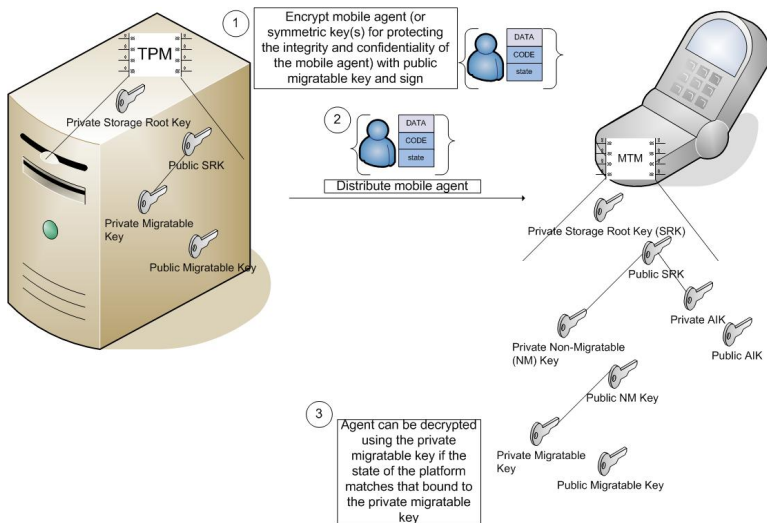 1
Encrypt mobile agent (or
symmetric key(s) for protecting
the integrity and confidentiality of
the mobile agent) with public
migratable key and sign
DATA
CODE
state
TPM
Private Storage Root Key
Public SRK
Private Migratable
Key
Public Migratable Key
2
DATA
CODE
state
Distribute mobile agent
MTM
Private Storage Root Key (SRK)
Public SRK
Private AIK
Public AIK
Private Non-Migratable
(NM) Key
Public NM Key
Private Migratable
Key
Public Migratable Key
3
Agent can be decrypted
using the private
migratable key if the
state of the platform
matches that bound to
the private migratable
key